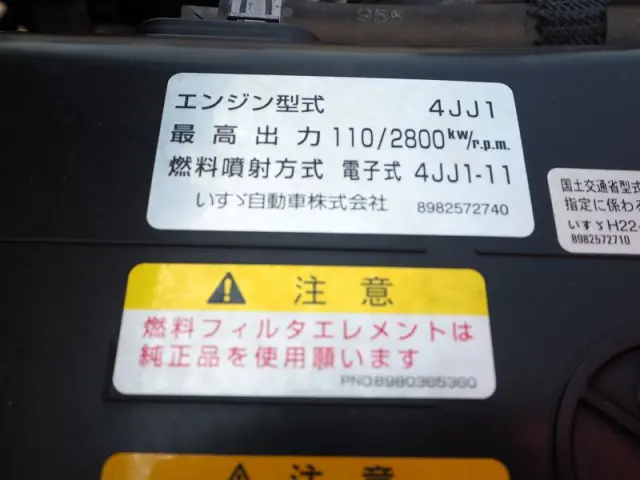 エンジン型式 4JJ1
最高出力 110/2800kw/r.p.m.
燃料噴射方式 電子式 4JJ1-11
いすゞ自動車株式会社 8982572740
国土交通省型式
指定に係わる
いすゞH22-
8982572710
注意
燃料フィルタエレメントは
純正品を使用願います
PNO.8980365360
注意